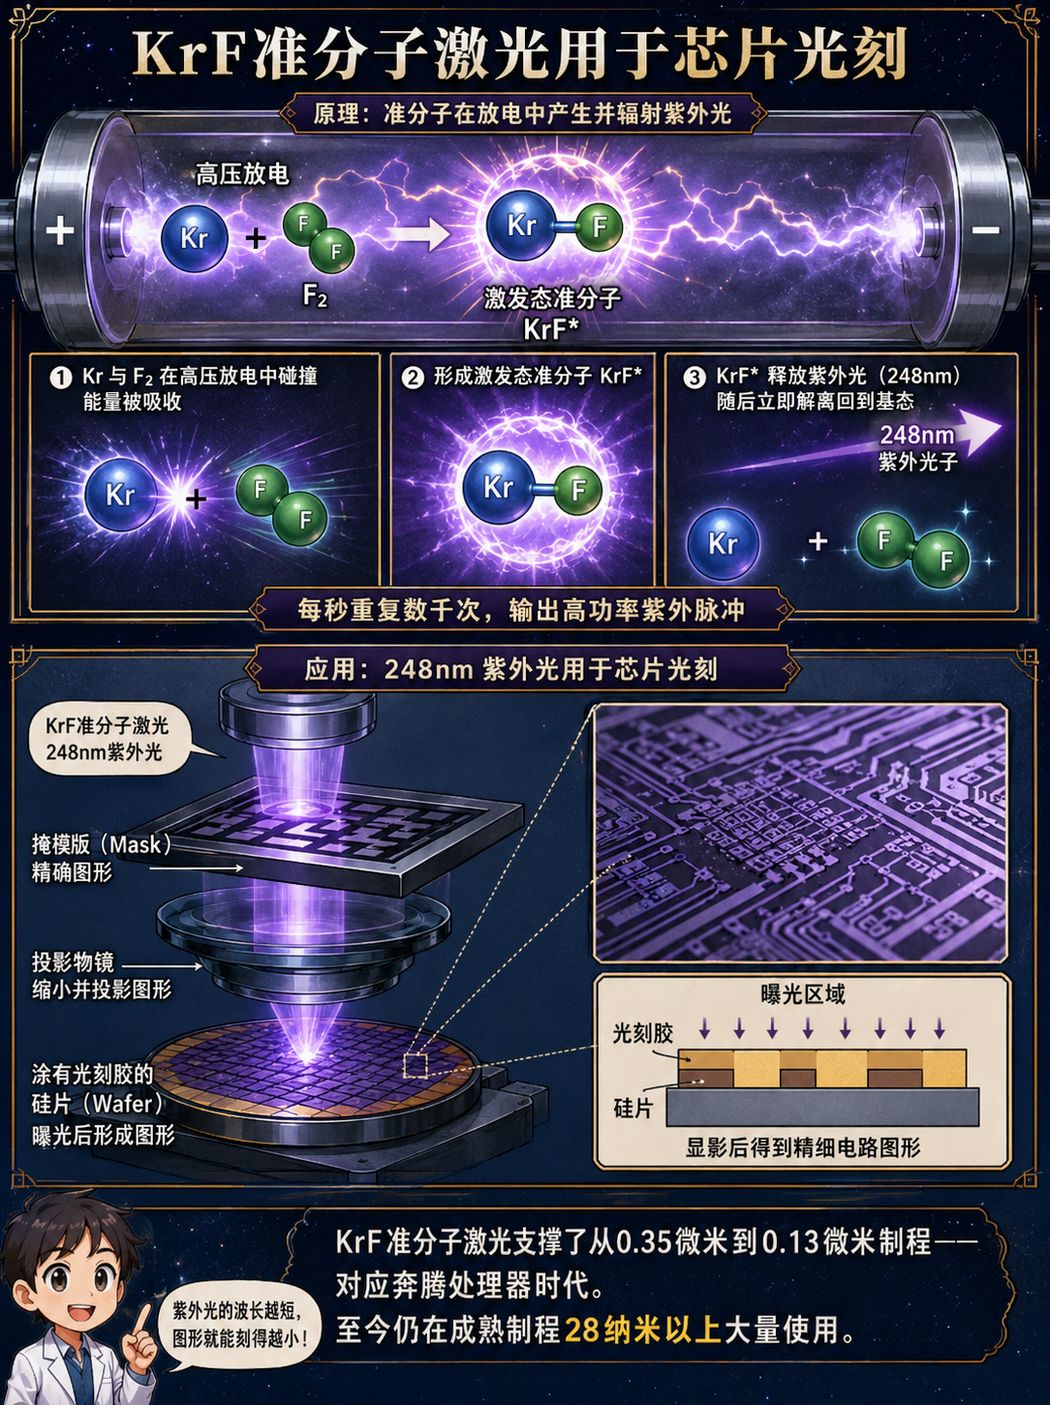 KrF准分子激光用于芯片光刻
原理：准分子在放电中产生并辐射紫外光
高压放电
+
Kr
+
F
F
F₂
Kr
F
激发态准分子
KrF*
−
1 Kr 与 F₂ 在高压放电中碰撞
能量被吸收
Kr
+
F
F
2 形成激发态准分子 KrF*
Kr
F
3 KrF* 释放紫外光（248nm）
随后立即解离回到基态
248nm
紫外光子
Kr
+
F
F
每秒重复数千次，输出高功率紫外脉冲
应用：248nm 紫外光用于芯片光刻
KrF准分子激光
248nm紫外光
掩模版（Mask）
精确图形
投影物镜
缩小并投影图形
涂有光刻胶的
硅片（Wafer）
曝光后形成图形
曝光区域
光刻胶
硅片
显影后得到精细电路图形
紫外光的波长越短，
图形就能刻得越小！
KrF准分子激光支撑了从0.35微米到0.13微米制程——
对应奔腾处理器时代。
至今仍在成熟制程28纳米以上大量使用。